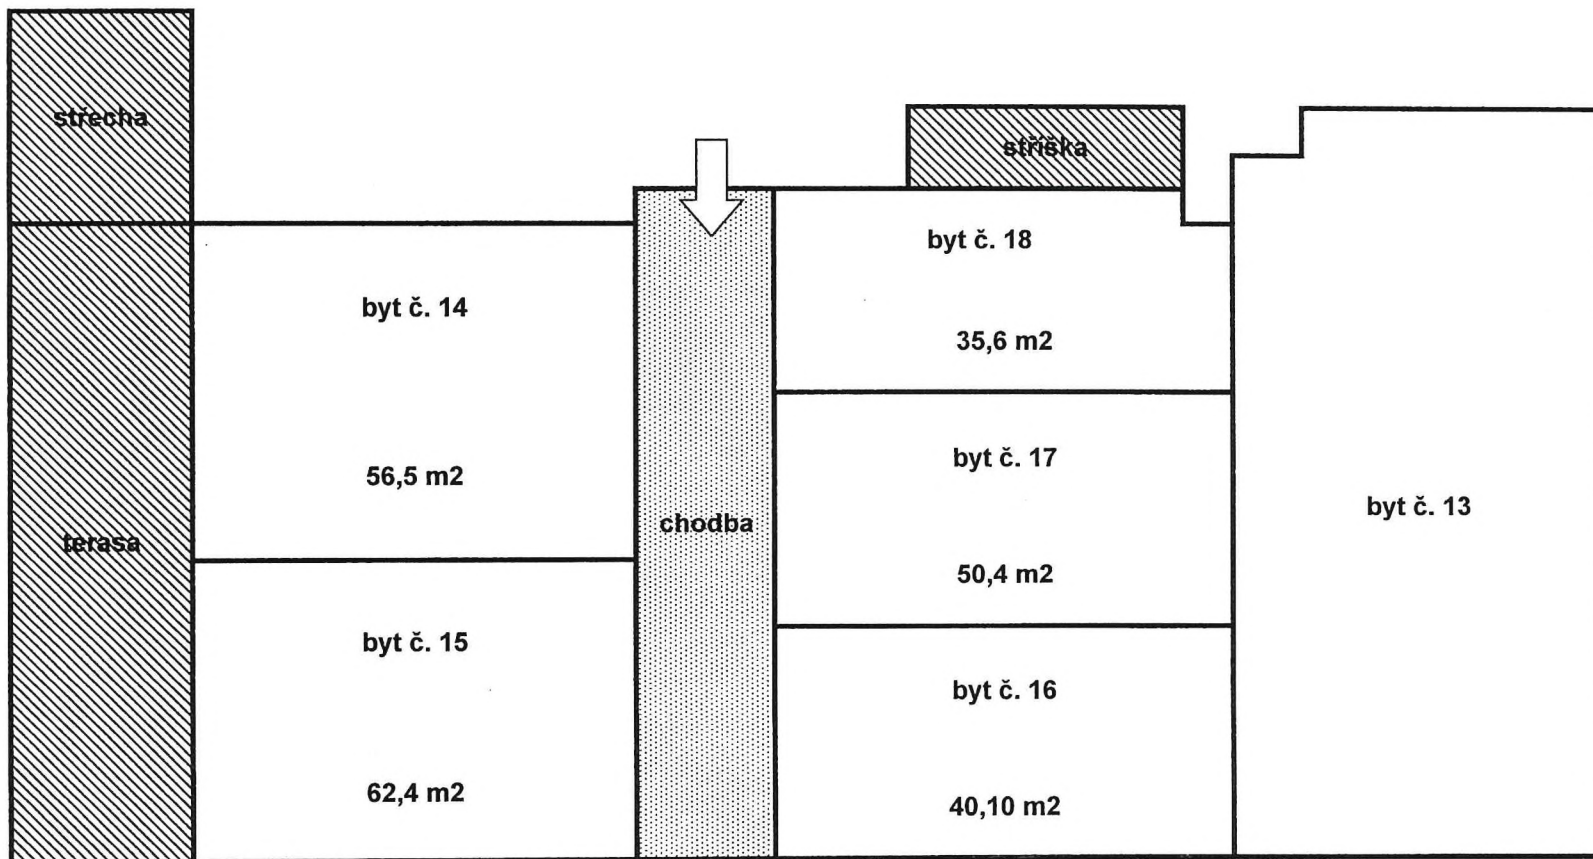 střecha
stříška
byt č. 18
byt č. 14
35,6 m2
byt č. 17
56,5 m2
byt č. 13
chodba
terasa
50,4 m2
byt č. 15
byt č. 16
62,4 m2
40,10 m2